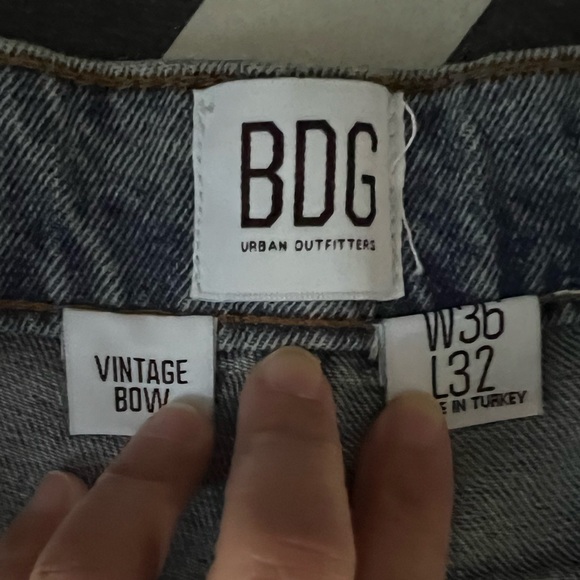 BDG
URBAN OUTFITTERS
VINTAGE
BOW
W36
L32
E IN TURKEY